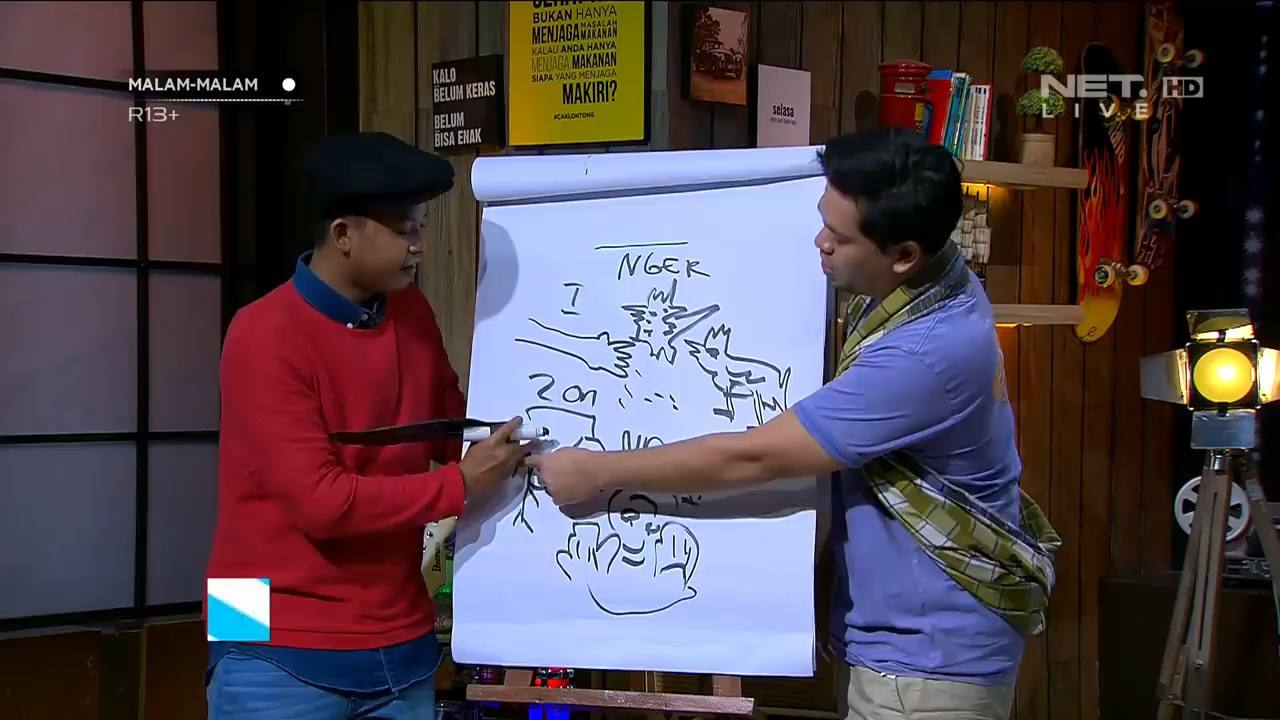 MALAM-MALAM
R13+
KALO
BELUM KERAS
BELUM
BISA ENAK
BUKAN HANYA
MENJAGA MASALAH MAKANAN
KALAU ANDA HANYA
MENJAGA MAKANAN
SIAPA YANG MENJAGA
MAKIRI?
#CAKLONTONG
selasa
NET. HD
LIVE
NGER
I